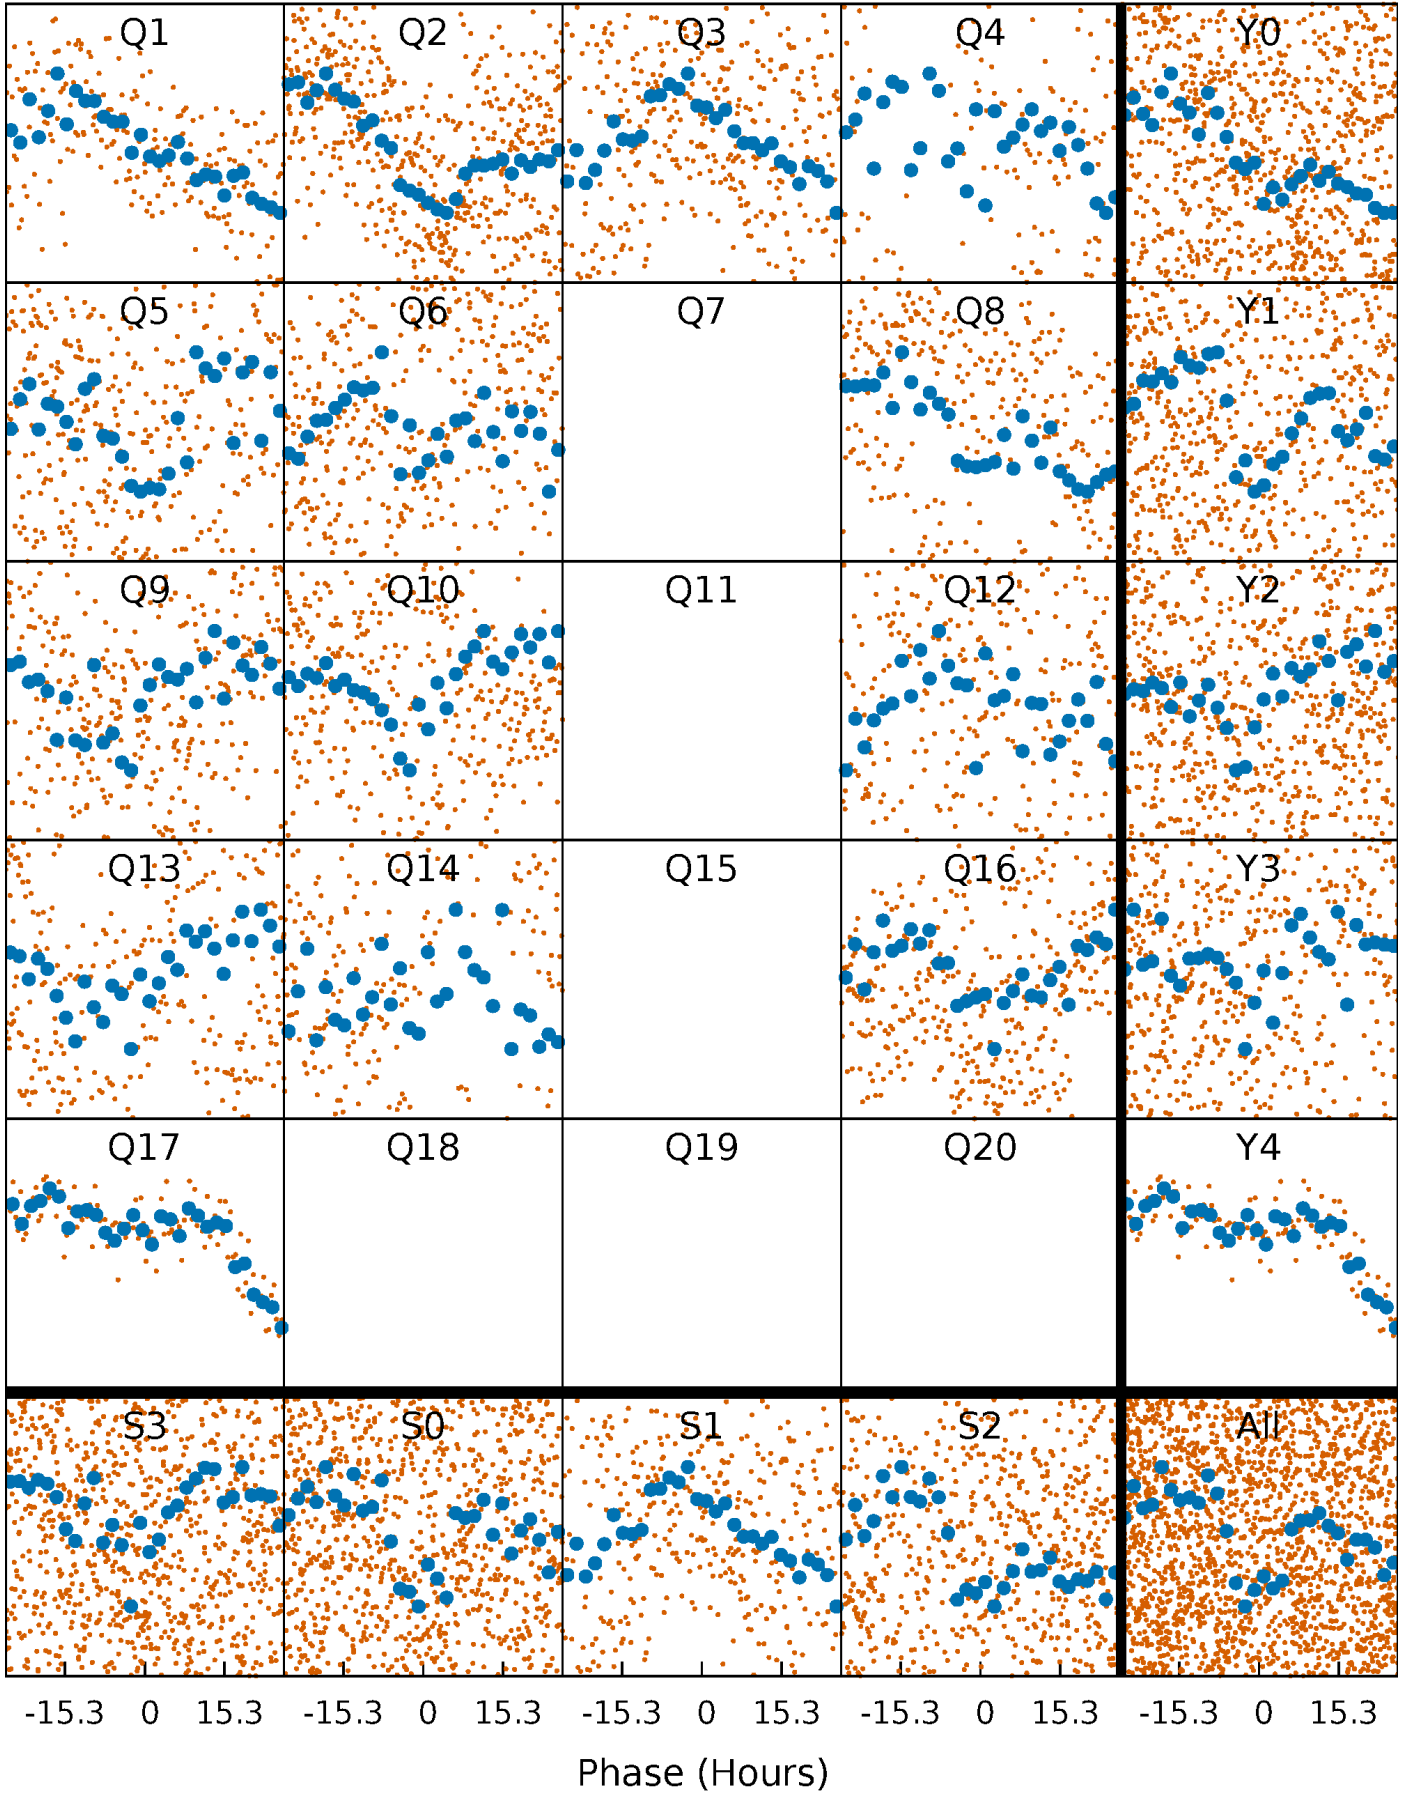 Q1 Q2 Q3 Q4 Y0
Q5 Q6 Q7 Q8 Y1
Q9 Q10 Q11 Q12 Y2
Q13 Q14 Q15 Q16 Y3
Q17 Q18 Q19 Q20 Y4
S3 S0 S1 S2 All
-15.3 0 15.3 -15.3 0 15.3 -15.3 0 15.3 -15.3 0 15.3 -15.3 0 15.3
Phase (Hours)